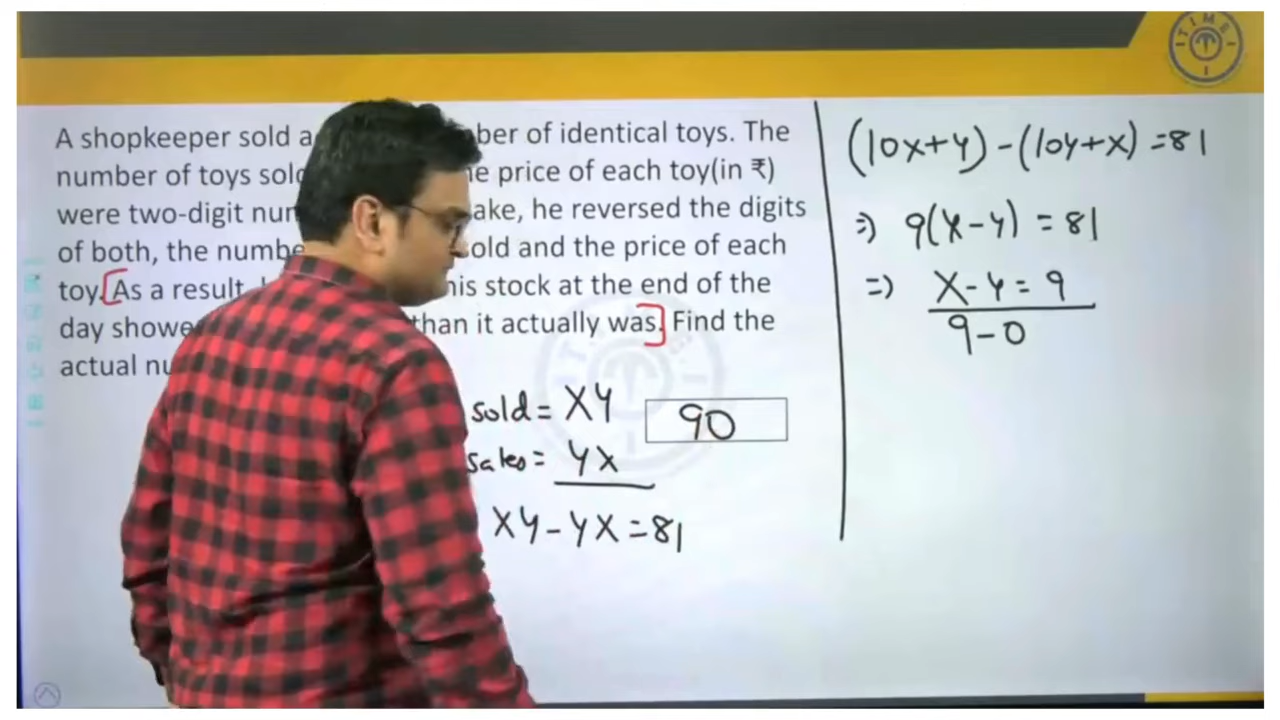 TIME
A shopkeeper sold a ber of identical toys. The
number of toys sol e price of each toy(in ₹)
were two-digit nu ake, he reversed the digits
of both, the numbe old and the price of each
toy. As a result his stock at the end of the
day showe than it actually was. Find the
actual nu
sold = XY 90
sales = YX
XY - YX = 81
(10X+Y) - (10Y+X) = 81
⇒ 9(X-Y) = 81
⇒ X-Y = 9
9-0